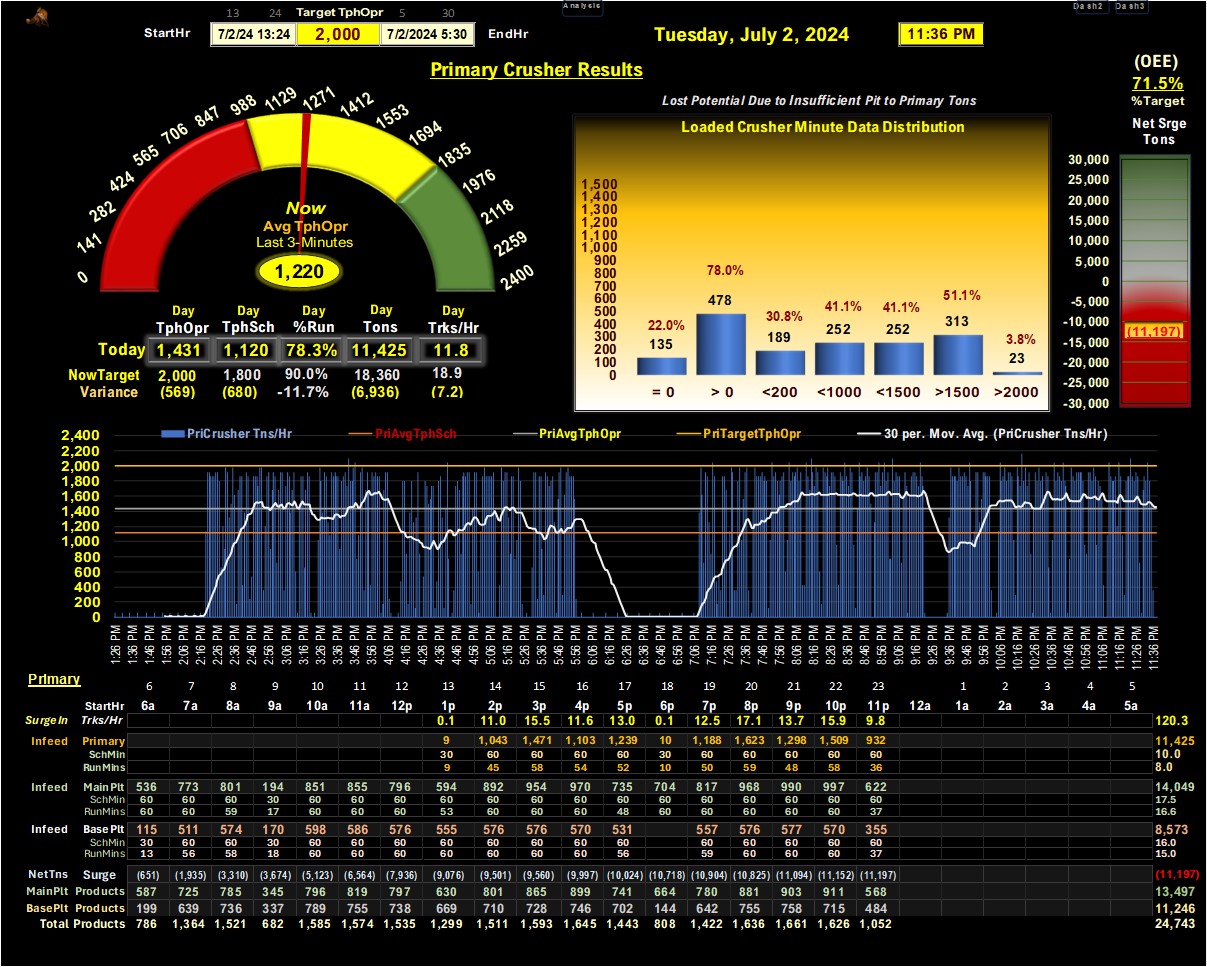 13 24 Target TphOpr 5 30 Analysis Dash2 Dash3
StartHr 7/2/24 13:24 2,000 7/2/2024 5:30 EndHr Tuesday, July 2, 2024 11:36 PM
Primary Crusher Results
(OEE)
71.5%
%Target
Net Srge
Tons
0 141 282 424 565 706 847 988 1129 1271 1412 1553 1694 1835 1976 2118 2259 2400
Now
Avg TphOpr
Last 3-Minutes
1,220
Lost Potential Due to Insufficient Pit to Primary Tons
Loaded Crusher Minute Data Distribution
1,500
1,400
1,300
1,200
1,100
1,000
900
800
700
600
500
400
300
200
100
0
22.0% 78.0% 30.8% 41.1% 41.1% 51.1% 3.8%
135 478 189 252 252 313 23
= 0 > 0 <200 <1000 <1500 >1500 >2000
30,000
25,000
20,000
15,000
10,000
5,000
0
-5,000
-10,000
(11,197)
-15,000
-20,000
-25,000
-30,000
Day Day Day Day Day
TphOpr TphSch %Run Tons Trks/Hr
Today 1,431 1,120 78.3% 11,425 11.8
NowTarget 2,000 1,800 90.0% 18,360 18.9
Variance (569) (680) -11.7% (6,936) (7.2)
PriCrusher Tns/Hr PriAvgTphSch PriAvgTphOpr PriTargetTphOpr 30 per. Mov. Avg. (PriCrusher Tns/Hr)
2,400
2,200
2,000
1,800
1,600
1,400
1,200
1,000
800
600
400
200
0
1:26 PM 1:36 PM 1:46 PM 1:56 PM 2:06 PM 2:16 PM 2:26 PM 2:36 PM 2:46 PM 2:56 PM 3:06 PM 3:16 PM 3:26 PM 3:36 PM 3:46 PM 3:56 PM 4:06 PM 4:16 PM 4:26 PM 4:36 PM 4:46 PM 4:56 PM 5:06 PM 5:16 PM 5:26 PM 5:36 PM 5:46 PM 5:56 PM 6:06 PM 6:16 PM 6:26 PM 6:36 PM 6:46 PM 6:56 PM 7:06 PM 7:16 PM 7:26 PM 7:36 PM 7:46 PM 7:56 PM 8:06 PM 8:16 PM 8:26 PM 8:36 PM 8:46 PM 8:56 PM 9:06 PM 9:16 PM 9:26 PM 9:36 PM 9:46 PM 9:56 PM 10:06 PM 10:16 PM 10:26 PM 10:36 PM 10:46 PM 10:56 PM 11:06 PM 11:16 PM 11:26 PM 11:36 PM
Primary
6 7 8 9 10 11 12 13 14 15 16 17 18 19 20 21 22 23 1 2 3 4 5
StartHr 6a 7a 8a 9a 10a 11a 12p 1p 2p 3p 4p 5p 6p 7p 8p 9p 10p 11p 12a 1a 2a 3a 4a 5a
SurgeIn Trks/Hr 0.1 11.0 15.5 11.6 13.0 0.1 12.5 17.1 13.7 15.9 9.8 120.3
Infeed Primary 9 1,043 1,471 1,103 1,239 10 1,188 1,623 1,298 1,509 932 11,425
SchMin 30 60 60 60 60 30 60 60 60 60 60 10.0
RunMins 9 45 58 54 52 10 50 59 48 58 36 8.0
Infeed MainPlt 536 773 801 194 851 855 796 594 892 954 970 735 704 817 968 990 997 622 14,049
SchMin 60 60 60 30 60 60 60 60 60 60 60 60 60 60 60 60 60 60 17.5
RunMins 60 60 59 17 60 60 60 53 60 60 60 48 60 60 60 60 60 37 16.6
Infeed BasePlt 115 511 574 170 598 586 576 555 576 576 570 531 557 576 577 570 355 8,573
SchMin 30 60 60 30 60 60 60 60 60 60 60 60 60 60 60 60 60 16.0
RunMins 13 56 58 18 60 60 60 60 60 60 60 56 59 60 60 60 37 15.0
NetTns Surge (651) (1,935) (3,310) (3,674) (5,123) (6,564) (7,936) (9,076) (9,501) (9,560) (9,997) (10,024) (10,718) (10,904) (10,825) (11,094) (11,152) (11,197) (11,197)
MainPlt Products 587 725 785 345 796 819 797 630 801 865 899 741 664 780 881 903 911 568 13,497
BasePlt Products 199 639 736 337 789 755 738 669 710 728 746 702 144 642 755 758 715 484 11,246
Total Products 786 1,364 1,521 682 1,585 1,574 1,535 1,299 1,511 1,593 1,645 1,443 808 1,422 1,636 1,661 1,626 1,052 24,743